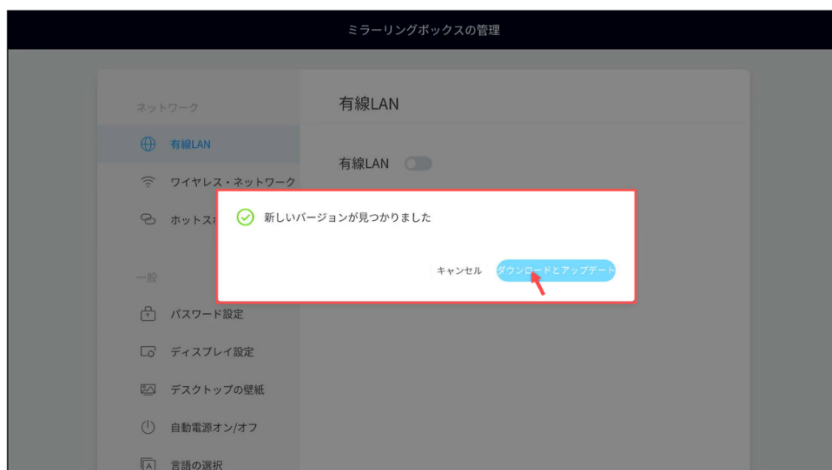 ミラーリングボックスの管理
ネットワーク
有線LAN
ワイヤレス・ネットワーク
ホットス
一般
パスワード設定
ディスプレイ設定
デスクトップの壁紙
自動電源オン/オフ
言語の選択
有線LAN
有線LAN
新しいバージョンが見つかりました
キャンセル
ダウンロードとアップデート